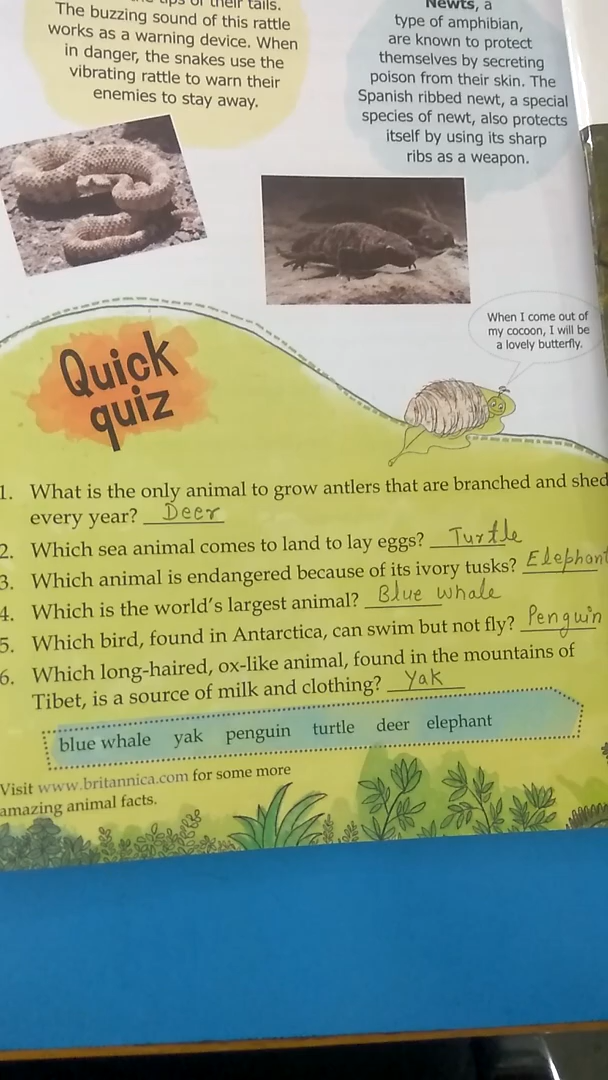 tips of their tails.
The buzzing sound of this rattle
works as a warning device. When
in danger, the snakes use the
vibrating rattle to warn their
enemies to stay away.
Newts, a
type of amphibian,
are known to protect
themselves by secreting
poison from their skin. The
Spanish ribbed newt, a special
species of newt, also protects
itself by using its sharp
ribs as a weapon.
When I come out of
my cocoon, I will be
a lovely butterfly.
Quick
quiz
1. What is the only animal to grow antlers that are branched and shed
every year? Deer
2. Which sea animal comes to land to lay eggs? Turtle
3. Which animal is endangered because of its ivory tusks? Elephant
4. Which is the world's largest animal? Blue whale
5. Which bird, found in Antarctica, can swim but not fly? Penguin
6. Which long-haired, ox-like animal, found in the mountains of
Tibet, is a source of milk and clothing? Yak
blue whale yak penguin turtle deer elephant
Visit www.britannica.com for some more
amazing animal facts.